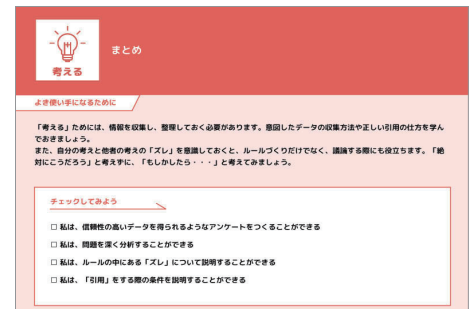 考える
まとめ
よき使い手になるために
「考える」ためには、情報を収集し、整理しておく必要があります。意図したデータの収集方法や正しい引用の仕方を学ん
でおきましょう。
また、自分の考えと他者の考えの「ズレ」を意識しておくと、ルールづくりだけでなく、議論する際にも役立ちます。「絶
対にこうだろう」と考えずに、「もしかしたら・・・」と考えてみましょう。
チェックしてみよう
□ 私は、信頼性の高いデータを得られるようなアンケートをつくることができる
□ 私は、問題を深く分析することができる
□ 私は、ルールの中にある「ズレ」について説明することができる
□ 私は、「引用」をする際の条件を説明することができる